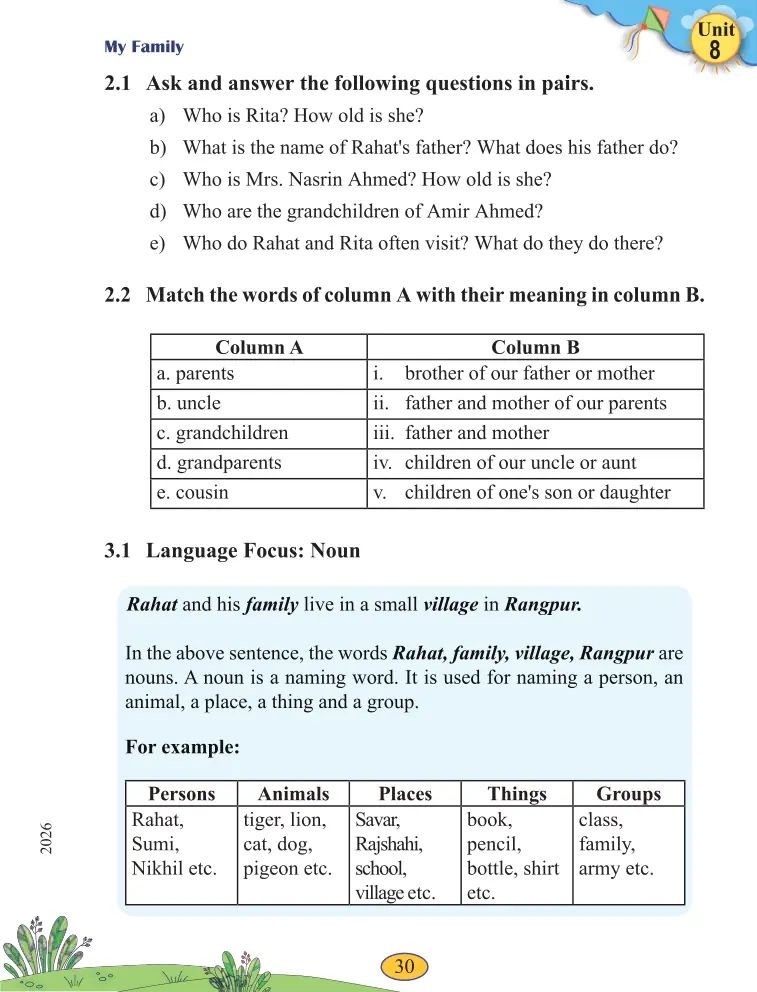 Unit
8
My Family
2.1 Ask and answer the following questions in pairs.
a) Who is Rita? How old is she?
b) What is the name of Rahat's father? What does his father do?
c) Who is Mrs. Nasrin Ahmed? How old is she?
d) Who are the grandchildren of Amir Ahmed?
e) Who do Rahat and Rita often visit? What do they do there?
2.2 Match the words of column A with their meaning in column B.
Column A Column B
a. parents i. brother of our father or mother
b. uncle ii. father and mother of our parents
c. grandchildren iii. father and mother
d. grandparents iv. children of our uncle or aunt
e. cousin v. children of one's son or daughter
3.1 Language Focus: Noun
Rahat and his family live in a small village in Rangpur.
In the above sentence, the words Rahat, family, village, Rangpur are
nouns. A noun is a naming word. It is used for naming a person, an
animal, a place, a thing and a group.
For example:
Persons Animals Places Things Groups
Rahat, tiger, lion, Savar, book, class,
Sumi, cat, dog, Rajshahi, pencil, family,
Nikhil etc. pigeon etc. school, bottle, shirt army etc.
village etc. etc.
2026
30